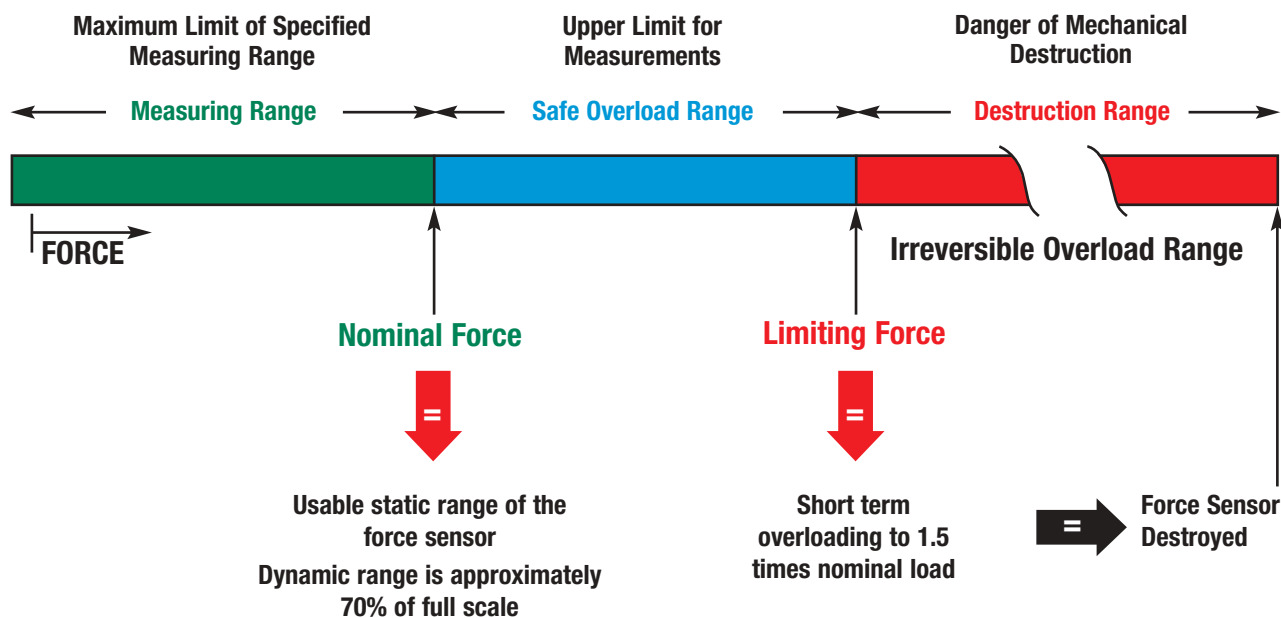 Maximum Limit of Specified
Measuring Range
Upper Limit for
Measurements
Danger of Mechanical
Destruction
Measuring Range
Safe Overload Range
Destruction Range
FORCE
Irreversible Overload Range
Nominal Force
Limiting Force
=
=
Usable static range of the
force sensor
Dynamic range is approximately
70% of full scale
Short term
overloading to 1.5
times nominal load
=
Force Sensor
Destroyed